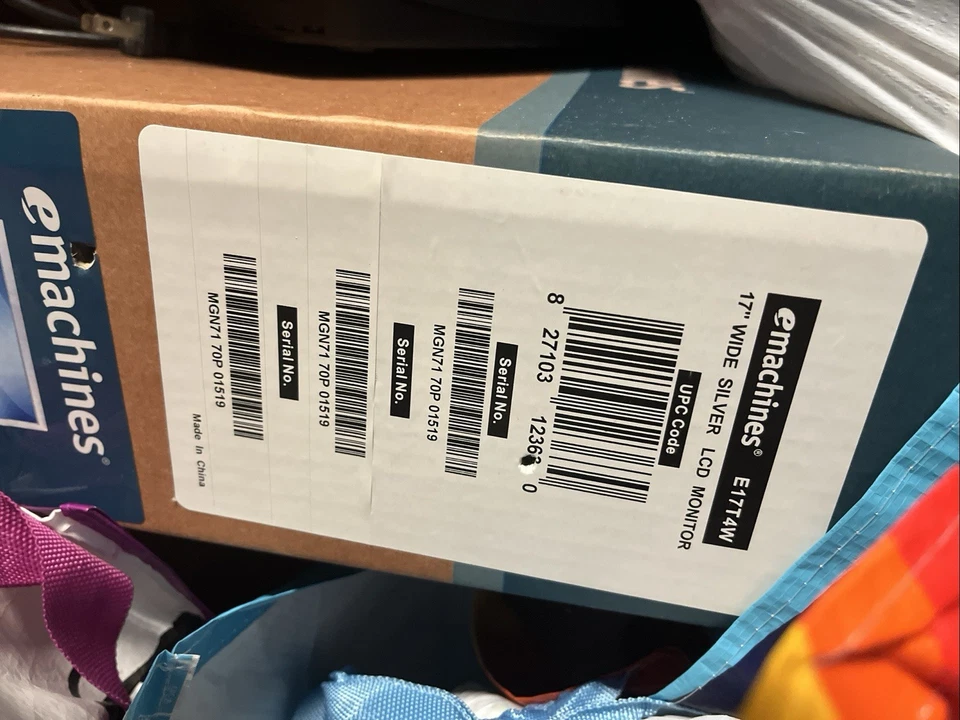 emachines® E17T4W
17" WIDE SILVER LCD MONITOR
UPC Code
8 27103 12363 0
Serial No.
MGN71 70P 01519
Serial No.
MGN71 70P 01519
Serial No.
MGN71 70P 01519
Made In China
emachines®